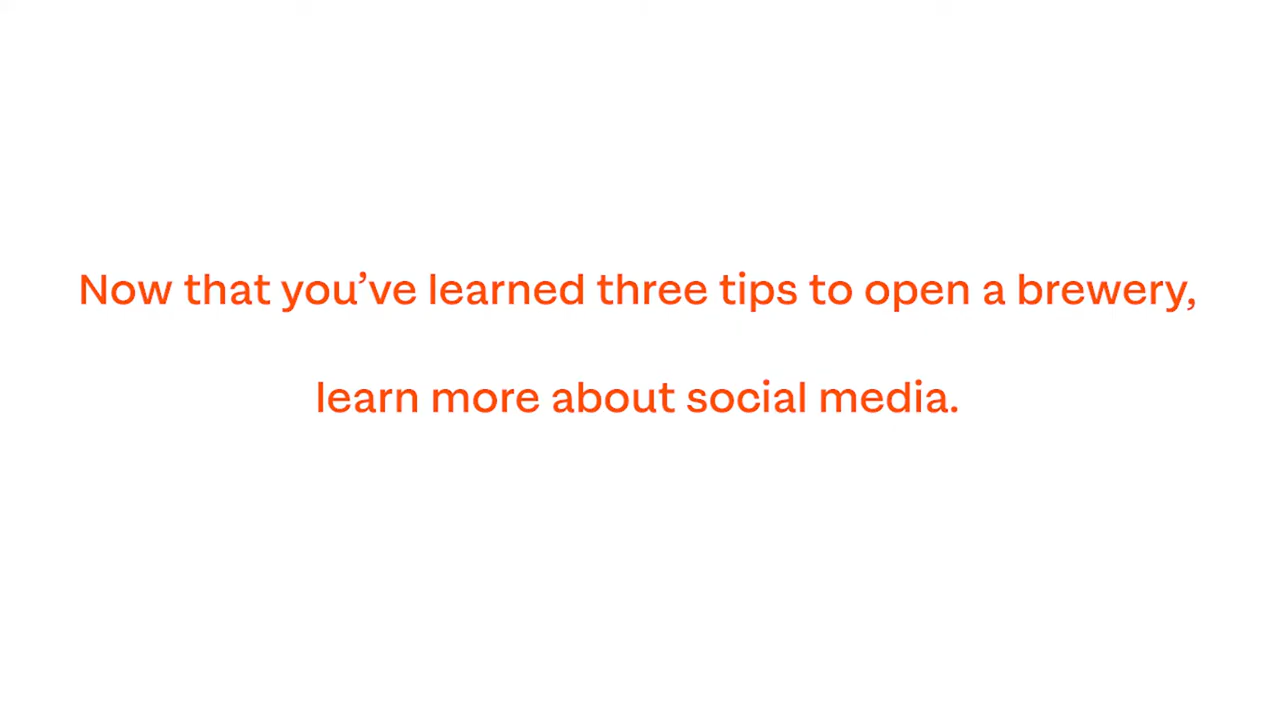 Now that you’ve learned three tips to open a brewery,
learn more about social media.